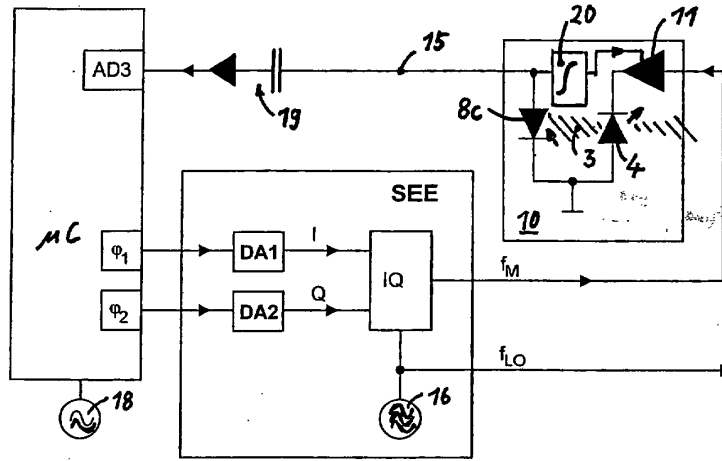 20
11
15
AD3
19
8c
3
4
SEE
10
µC
φ1
DA1
I
IQ
fM
φ2
DA2
Q
fLO
18
16